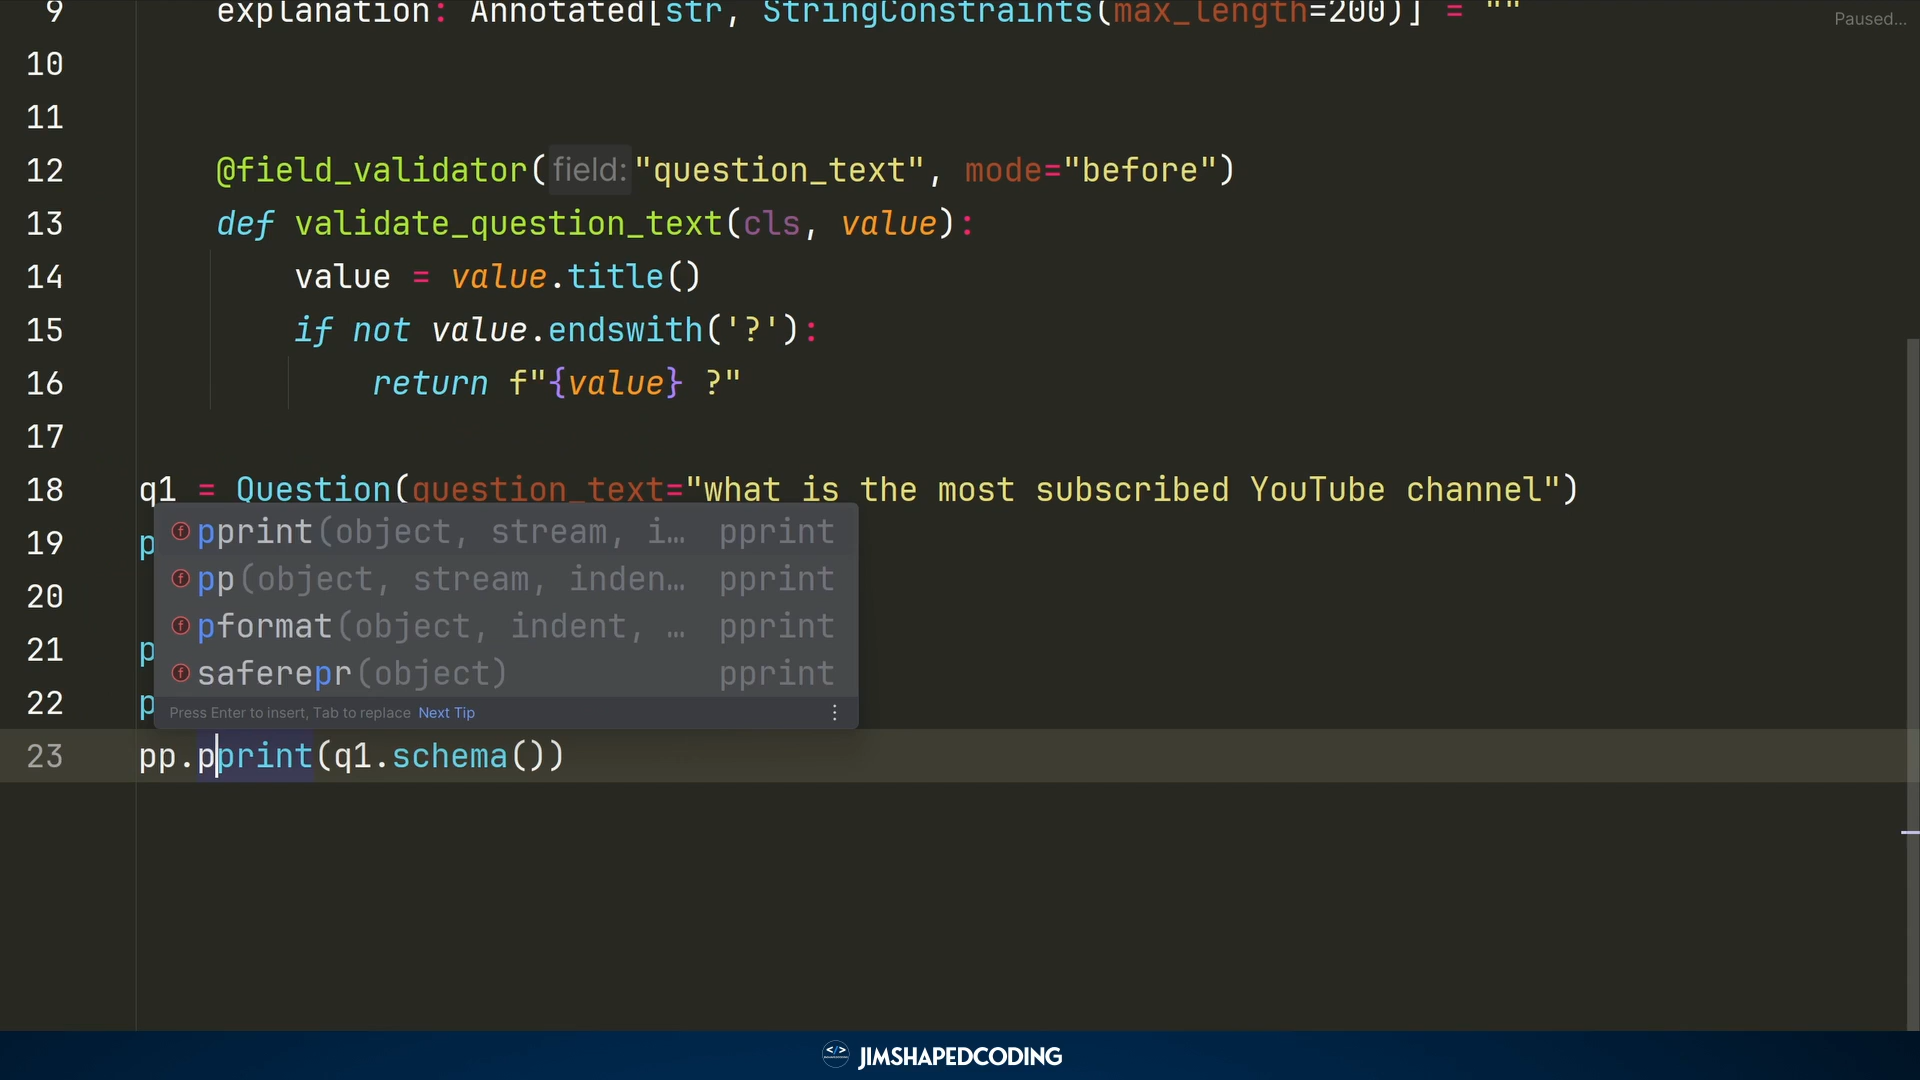 9 explanation: Annotated[str, StringConstraints(max_length=200)] = ""
Paused...
10
11
12 @field_validator(field:"question_text", mode="before")
13 def validate_question_text(cls, value):
14 value = value.title()
15 if not value.endswith('?'):
16 return f"{value} ?"
17
18 q1 = Question(question_text="what is the most subscribed YouTube channel")
19 p
pprint(object, stream, i… pprint
20
pp(object, stream, inden… pprint
21 p
pformat(object, indent, … pprint
saferepr(object) pprint
22 p
Press Enter to insert, Tab to replace Next Tip
23 pp.pprint(q1.schema())
</> JIMSHAPEDCODING